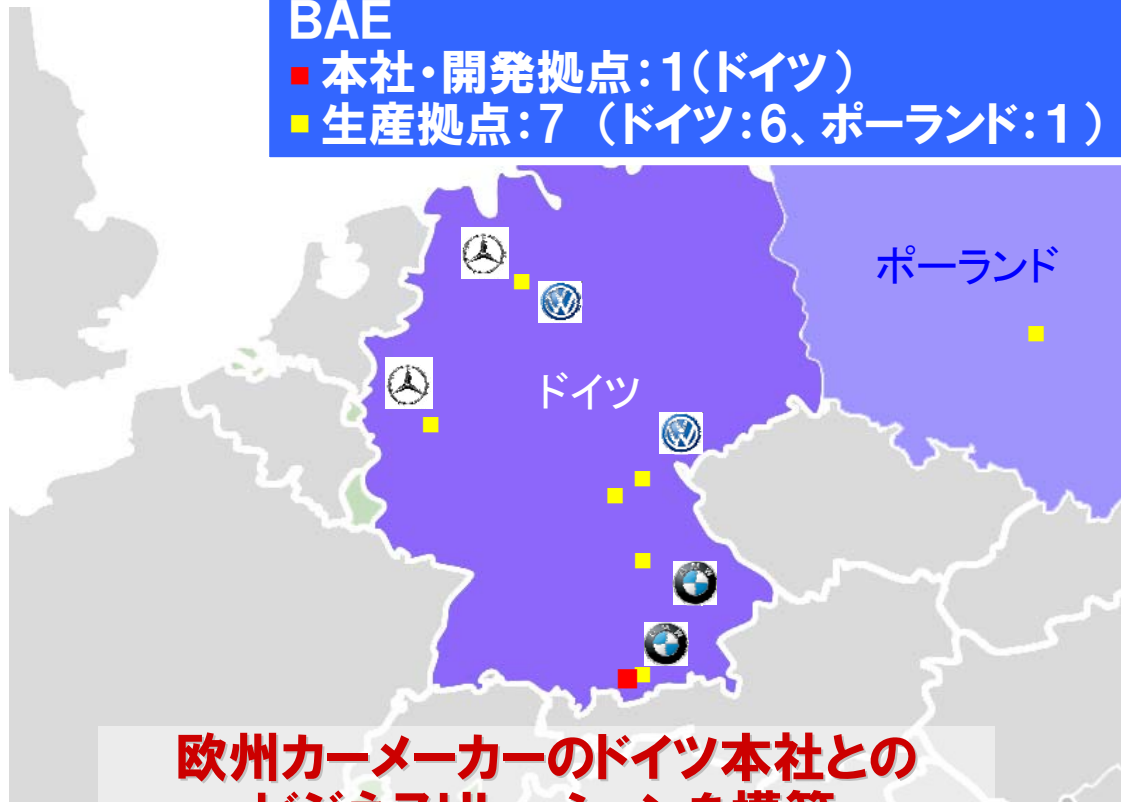 BAE
■ 本社・開発拠点：1（ドイツ）
■ 生産拠点：7 （ドイツ：6、ポーランド：1）
ポーランド
ドイツ
欧州カーメーカーのドイツ本社との